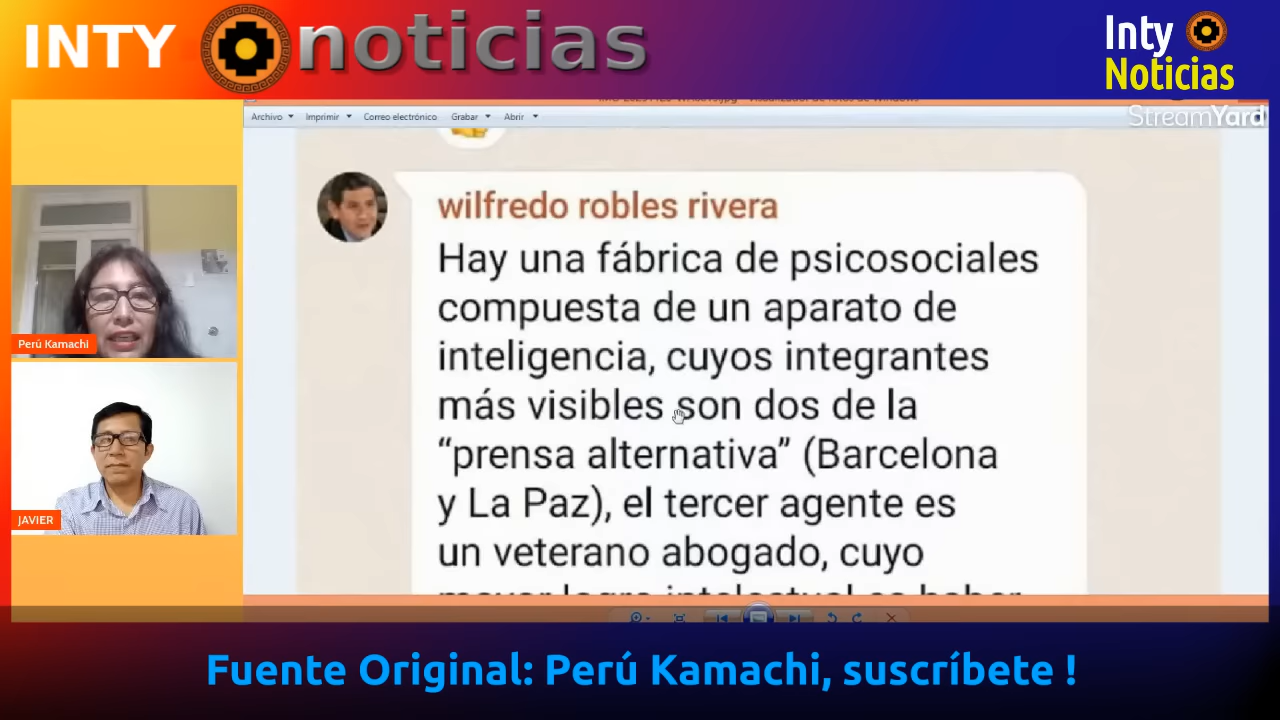 INTY noticias
Inty
Noticias
StreamYard
Archivo Imprimir Correo electrónico Grabar Abrir
wilfredo robles rivera
Hay una fábrica de psicosociales
compuesta de un aparato de
inteligencia, cuyos integrantes
más visibles son dos de la
“prensa alternativa” (Barcelona
y La Paz), el tercer agente es
un veterano abogado, cuyo
Perú Kamachi
JAVIER
Fuente Original: Perú Kamachi, suscríbete !